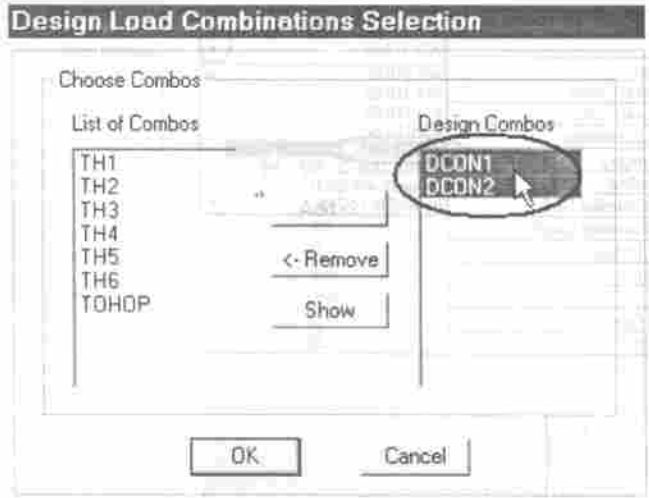 Design Load Combinations Selection
Choose Combos
List of Combos
Design Combos
TH1
TH2
TH3
TH4
TH5
TH6
TOHOP
Add
<- Remove
Show
DCON1
DCON2
OK
Cancel